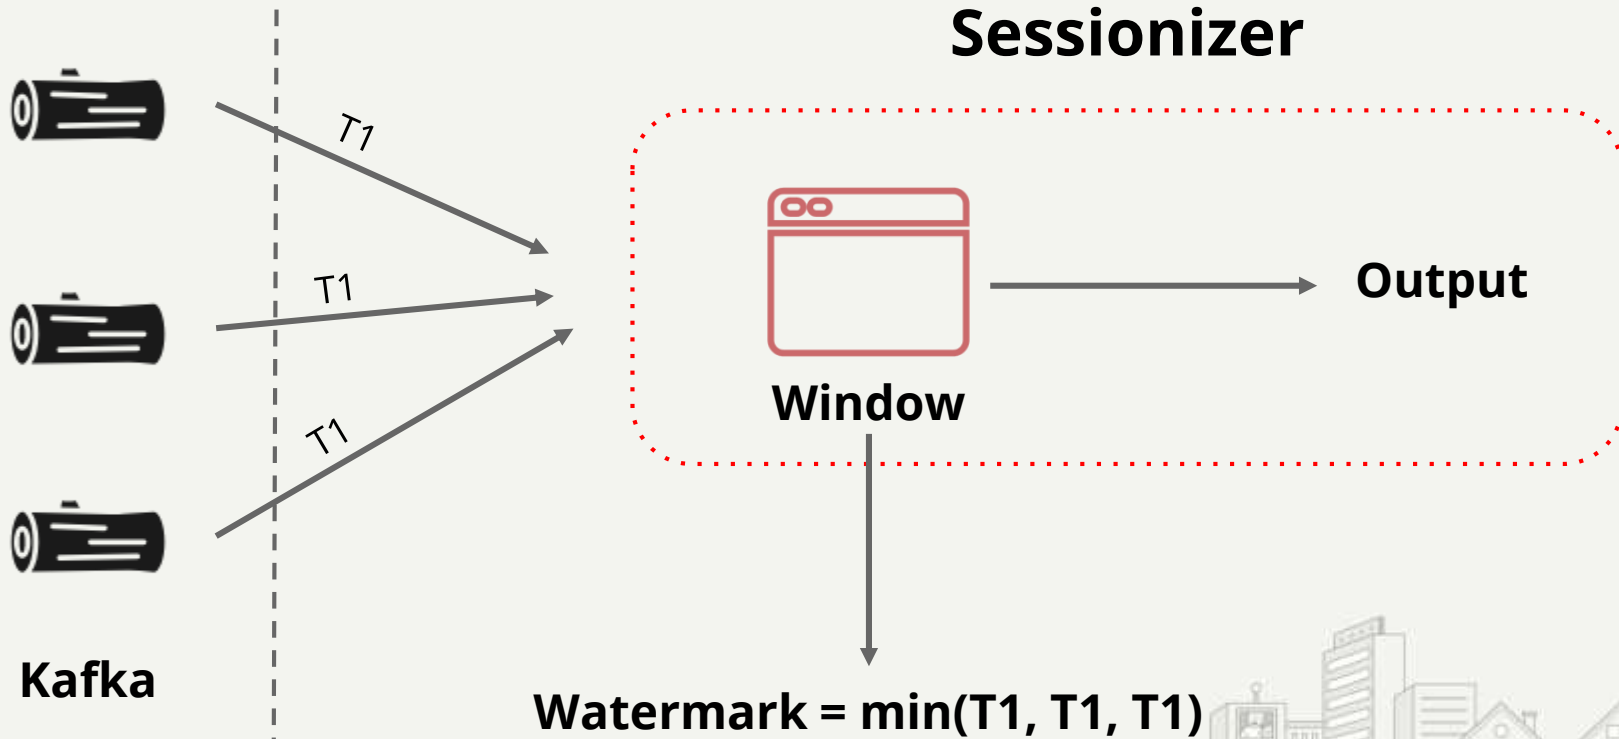 Sessionizer
T1
T1
T1
Output
Window
Kafka
Watermark = min(T1, T1, T1)